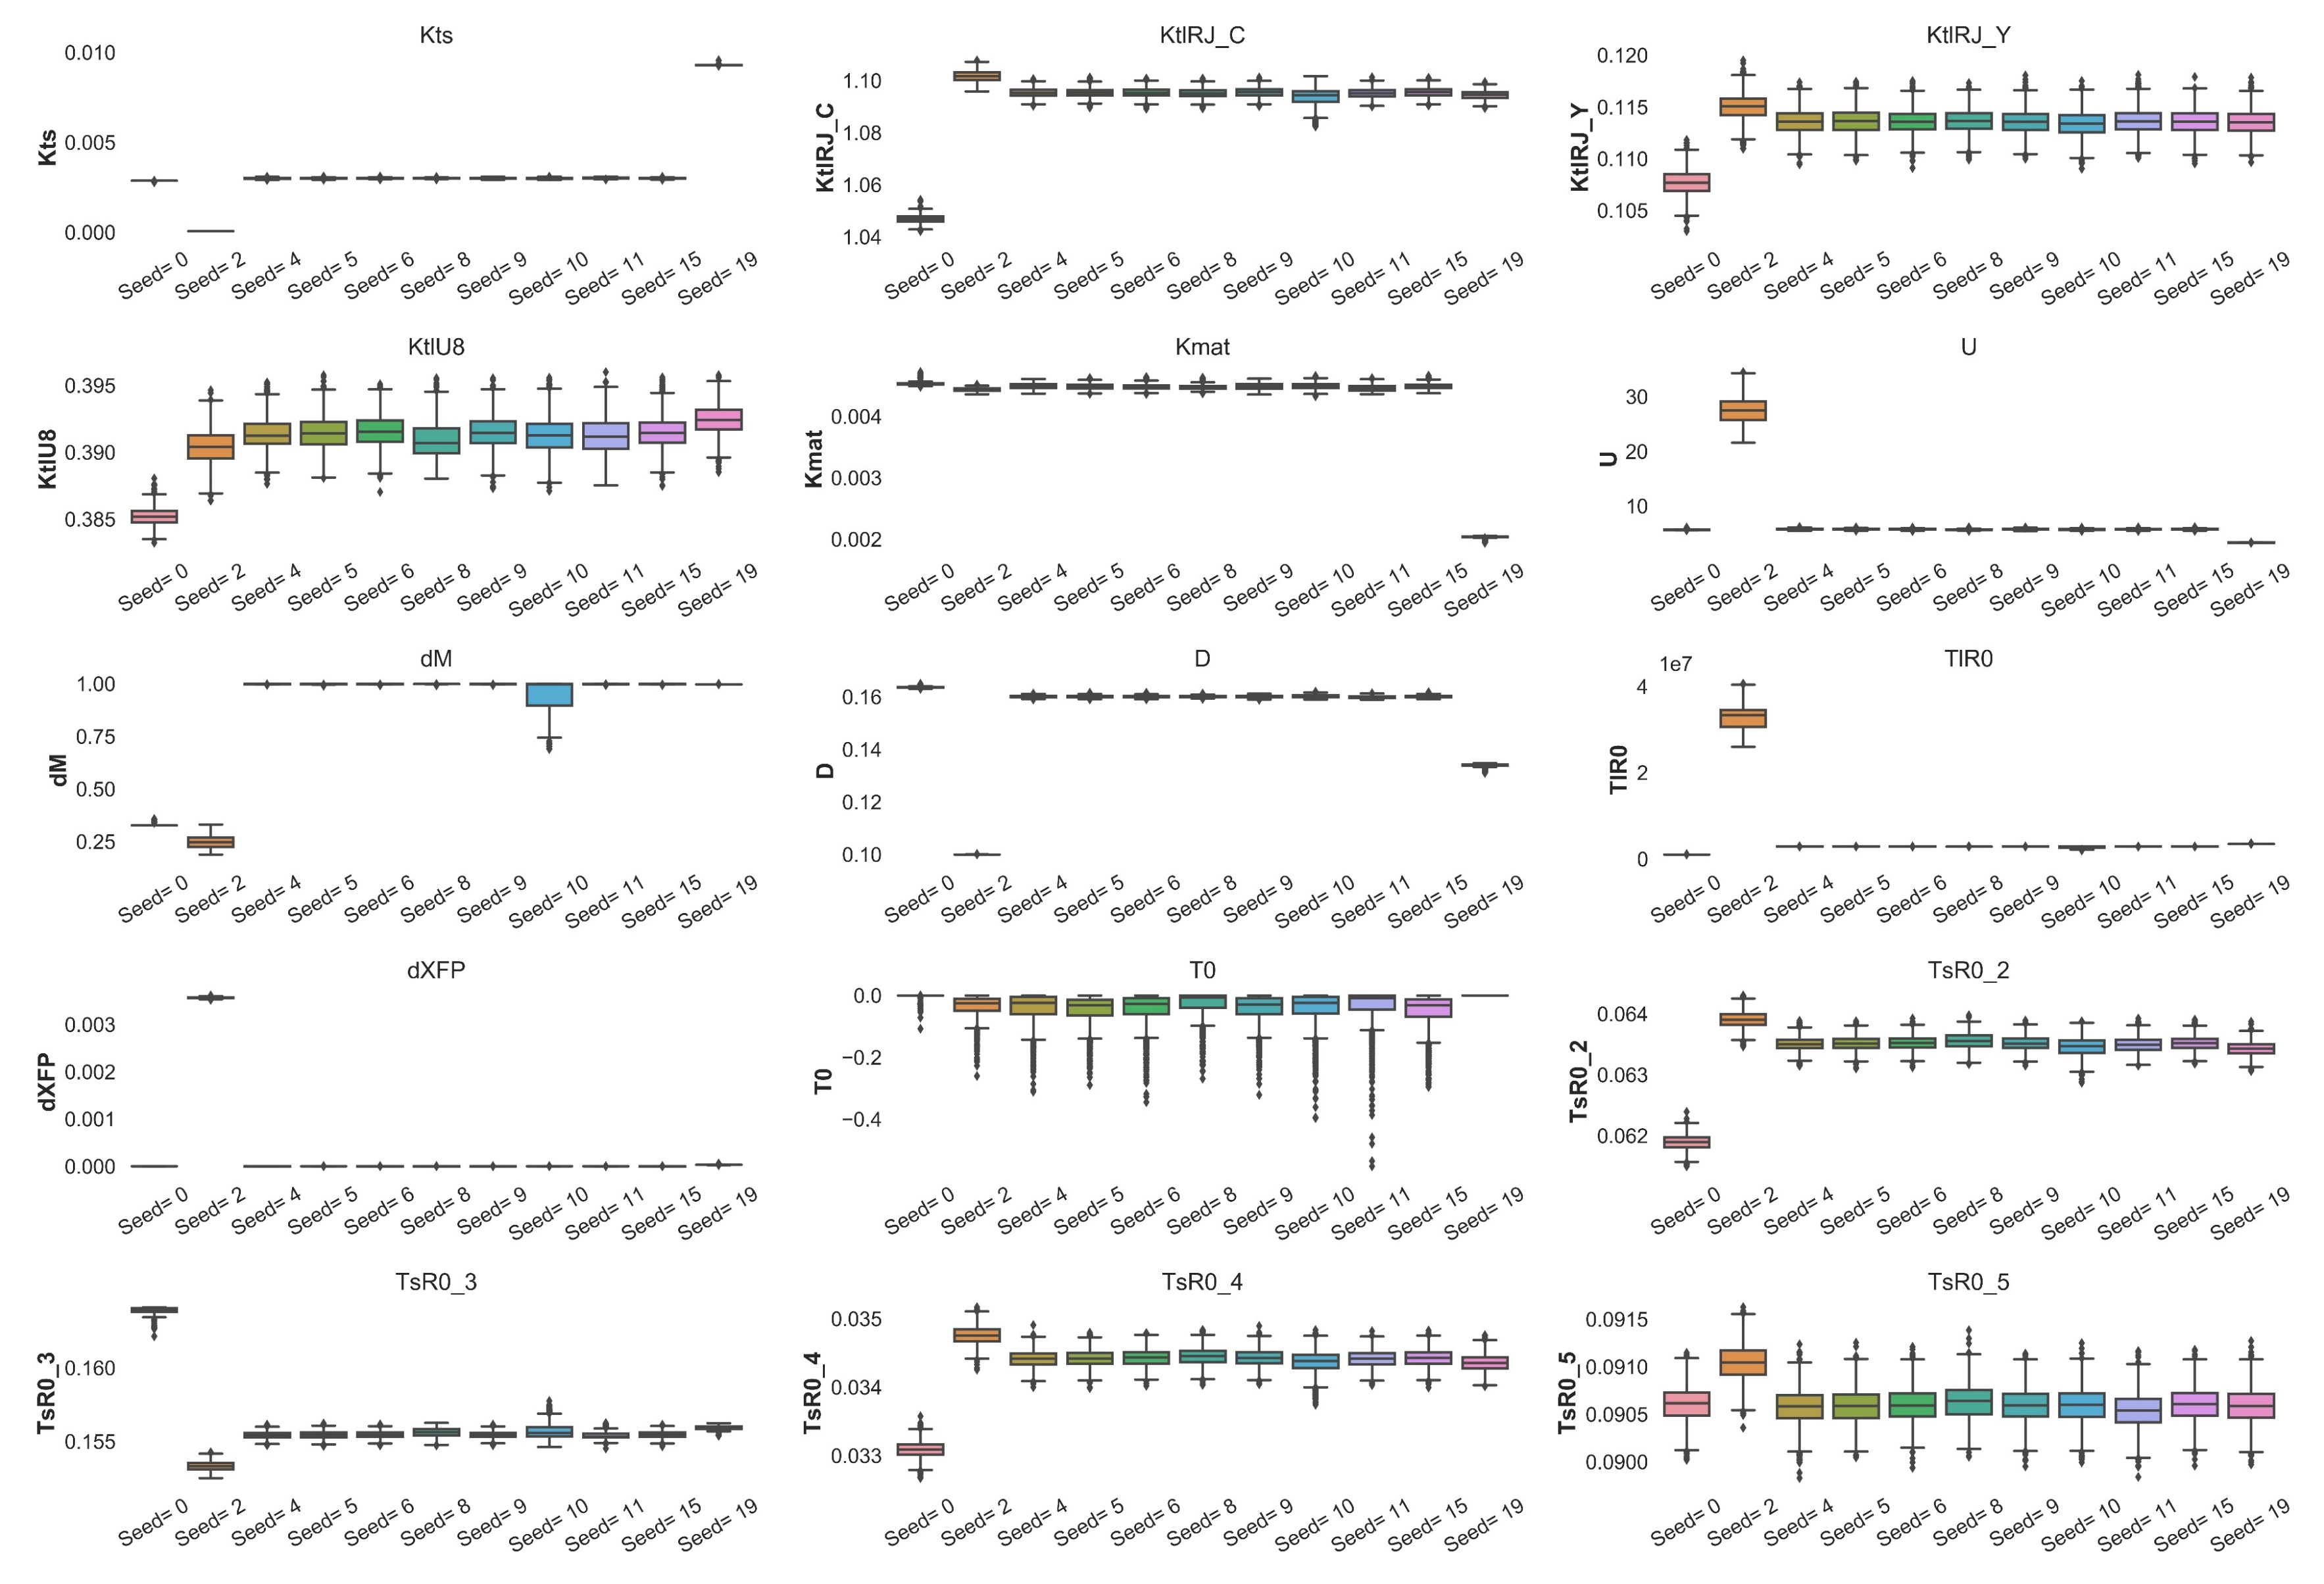 Kts
KtlRJ_C
KtlRJ_Y
0.010
0.005
0.000
Kts
Seed= 0
Seed= 2
Seed= 4
Seed= 5
Seed= 6
Seed= 8
Seed= 9
Seed= 10
Seed= 11
Seed= 15
Seed= 19
1.10
1.08
1.06
1.04
KtlRJ_C
Seed= 0
Seed= 2
Seed= 4
Seed= 5
Seed= 6
Seed= 8
Seed= 9
Seed= 10
Seed= 11
Seed= 15
Seed= 19
0.120
0.115
0.110
0.105
KtlRJ_Y
Seed= 0
Seed= 2
Seed= 4
Seed= 5
Seed= 6
Seed= 8
Seed= 9
Seed= 10
Seed= 11
Seed= 15
Seed= 19
KtlU8
Kmat
U
0.395
0.390
0.385
KtlU8
Seed= 0
Seed= 2
Seed= 4
Seed= 5
Seed= 6
Seed= 8
Seed= 9
Seed= 10
Seed= 11
Seed= 15
Seed= 19
0.004
0.003
0.002
Kmat
Seed= 0
Seed= 2
Seed= 4
Seed= 5
Seed= 6
Seed= 8
Seed= 9
Seed= 10
Seed= 11
Seed= 15
Seed= 19
30
20
10
U
Seed= 0
Seed= 2
Seed= 4
Seed= 5
Seed= 6
Seed= 8
Seed= 9
Seed= 10
Seed= 11
Seed= 15
Seed= 19
dM
D
TlR0
1.00
0.75
0.50
0.25
dM
Seed= 0
Seed= 2
Seed= 4
Seed= 5
Seed= 6
Seed= 8
Seed= 9
Seed= 10
Seed= 11
Seed= 15
Seed= 19
0.16
0.14
0.12
0.10
D
Seed= 0
Seed= 2
Seed= 4
Seed= 5
Seed= 6
Seed= 8
Seed= 9
Seed= 10
Seed= 11
Seed= 15
Seed= 19
1e7
4
2
0
TlR0
Seed= 0
Seed= 2
Seed= 4
Seed= 5
Seed= 6
Seed= 8
Seed= 9
Seed= 10
Seed= 11
Seed= 15
Seed= 19
dXFP
T0
TsR0_2
0.003
0.002
0.001
0.000
dXFP
Seed= 0
Seed= 2
Seed= 4
Seed= 5
Seed= 6
Seed= 8
Seed= 9
Seed= 10
Seed= 11
Seed= 15
Seed= 19
0.0
−0.2
−0.4
T0
Seed= 0
Seed= 2
Seed= 4
Seed= 5
Seed= 6
Seed= 8
Seed= 9
Seed= 10
Seed= 11
Seed= 15
Seed= 19
0.064
0.063
0.062
TsR0_2
Seed= 0
Seed= 2
Seed= 4
Seed= 5
Seed= 6
Seed= 8
Seed= 9
Seed= 10
Seed= 11
Seed= 15
Seed= 19
TsR0_3
TsR0_4
TsR0_5
0.160
0.155
TsR0_3
Seed= 0
Seed= 2
Seed= 4
Seed= 5
Seed= 6
Seed= 8
Seed= 9
Seed= 10
Seed= 11
Seed= 15
Seed= 19
0.035
0.034
0.033
TsR0_4
Seed= 0
Seed= 2
Seed= 4
Seed= 5
Seed= 6
Seed= 8
Seed= 9
Seed= 10
Seed= 11
Seed= 15
Seed= 19
0.0915
0.0910
0.0905
0.0900
TsR0_5
Seed= 0
Seed= 2
Seed= 4
Seed= 5
Seed= 6
Seed= 8
Seed= 9
Seed= 10
Seed= 11
Seed= 15
Seed= 19